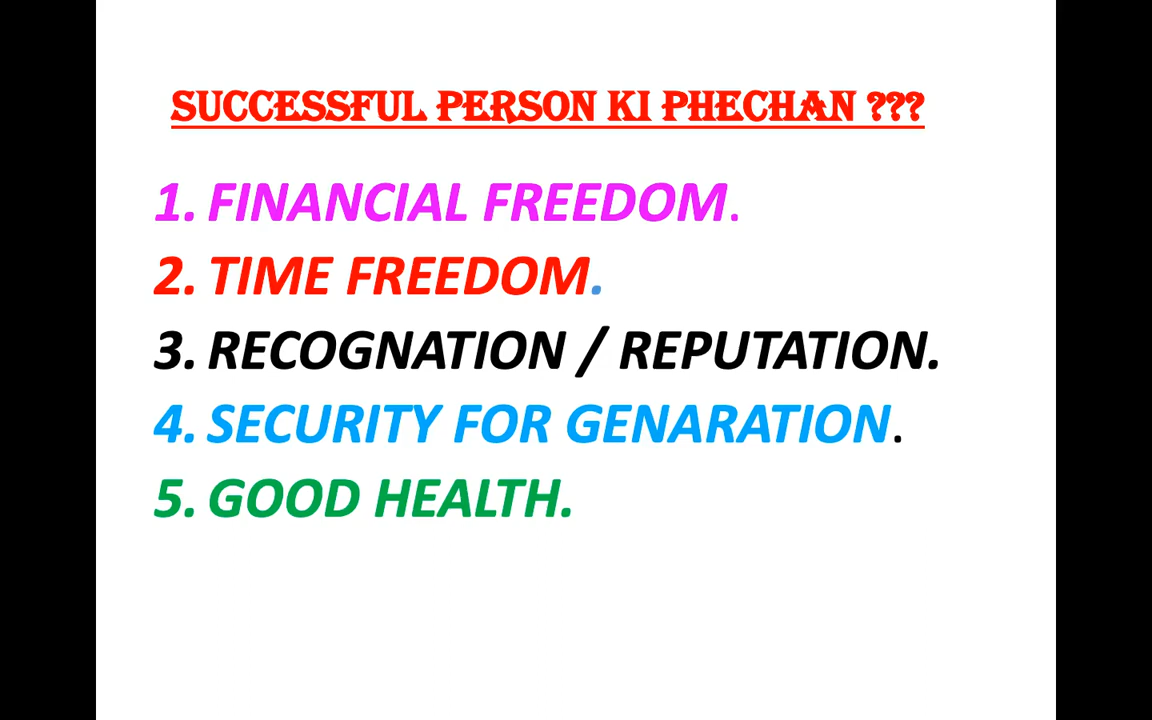 SUCCESSFUL PERSON KI PHECHAN ???
1. FINANCIAL FREEDOM.
2. TIME FREEDOM.
3. RECOGNATION / REPUTATION.
4. SECURITY FOR GENARATION.
5. GOOD HEALTH.